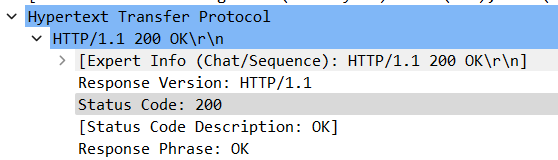 Hypertext Transfer Protocol
HTTP/1.1 200 OK\r\n
[Expert Info (Chat/Sequence): HTTP/1.1 200 OK\r\n]
Response Version: HTTP/1.1
Status Code: 200
[Status Code Description: OK]
Response Phrase: OK